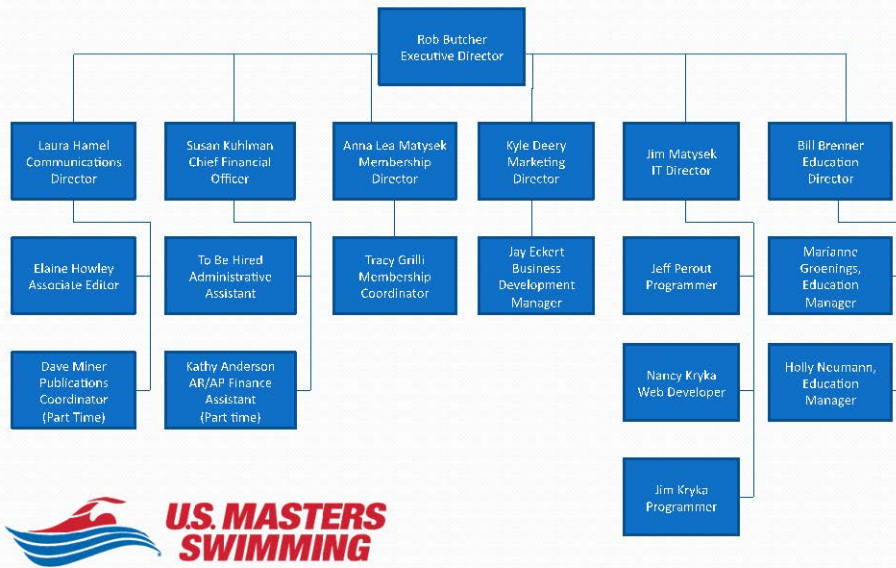 Rob Butcher
Executive Director
Laura Hamel
Communications
Director
Susan Kuhlman
Chief Financial
Officer
Anna Lea Matysek
Membership
Director
Kyle Deery
Marketing
Director
Jim Matysek
IT Director
Bill Brenner
Education
Director
Elaine Howley
Associate Editor
To Be Hired
Administrative
Assistant
Tracy Grilli
Membership
Coordinator
Jay Eckert
Business
Development
Manager
Jeff Perout
Programmer
Marianne
Groenings,
Education
Manager
Dave Miner
Publications
Coordinator
(Part Time)
Kathy Anderson
AR/AP Finance
Assistant
(Part time)
Nancy Kryka
Web Developer
Holly Neumann,
Education
Manager
Jim Kryka
Programmer
U.S. MASTERS
SWIMMING